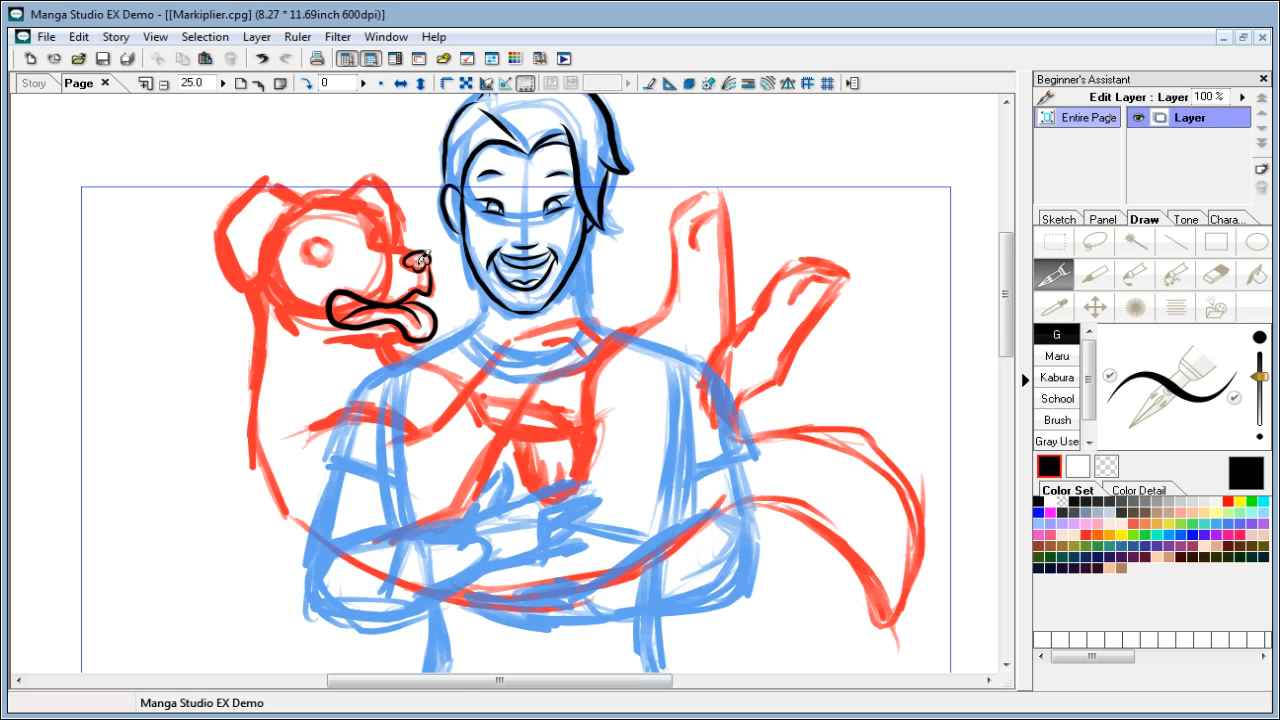 Manga Studio EX Demo - [[Markiplier.cpg] (8.27 * 11.69inch 600dpi)]
File Edit Story View Selection Layer Ruler Filter Window Help
Story Page 25.0 0
Beginner's Assistant
Edit Layer : Layer 100 %
Entire Page Layer
Sketch Panel Draw Tone Chara...
G
Maru
Kabura
School
Brush
Gray Use
Color Set Color Detail
Manga Studio EX Demo